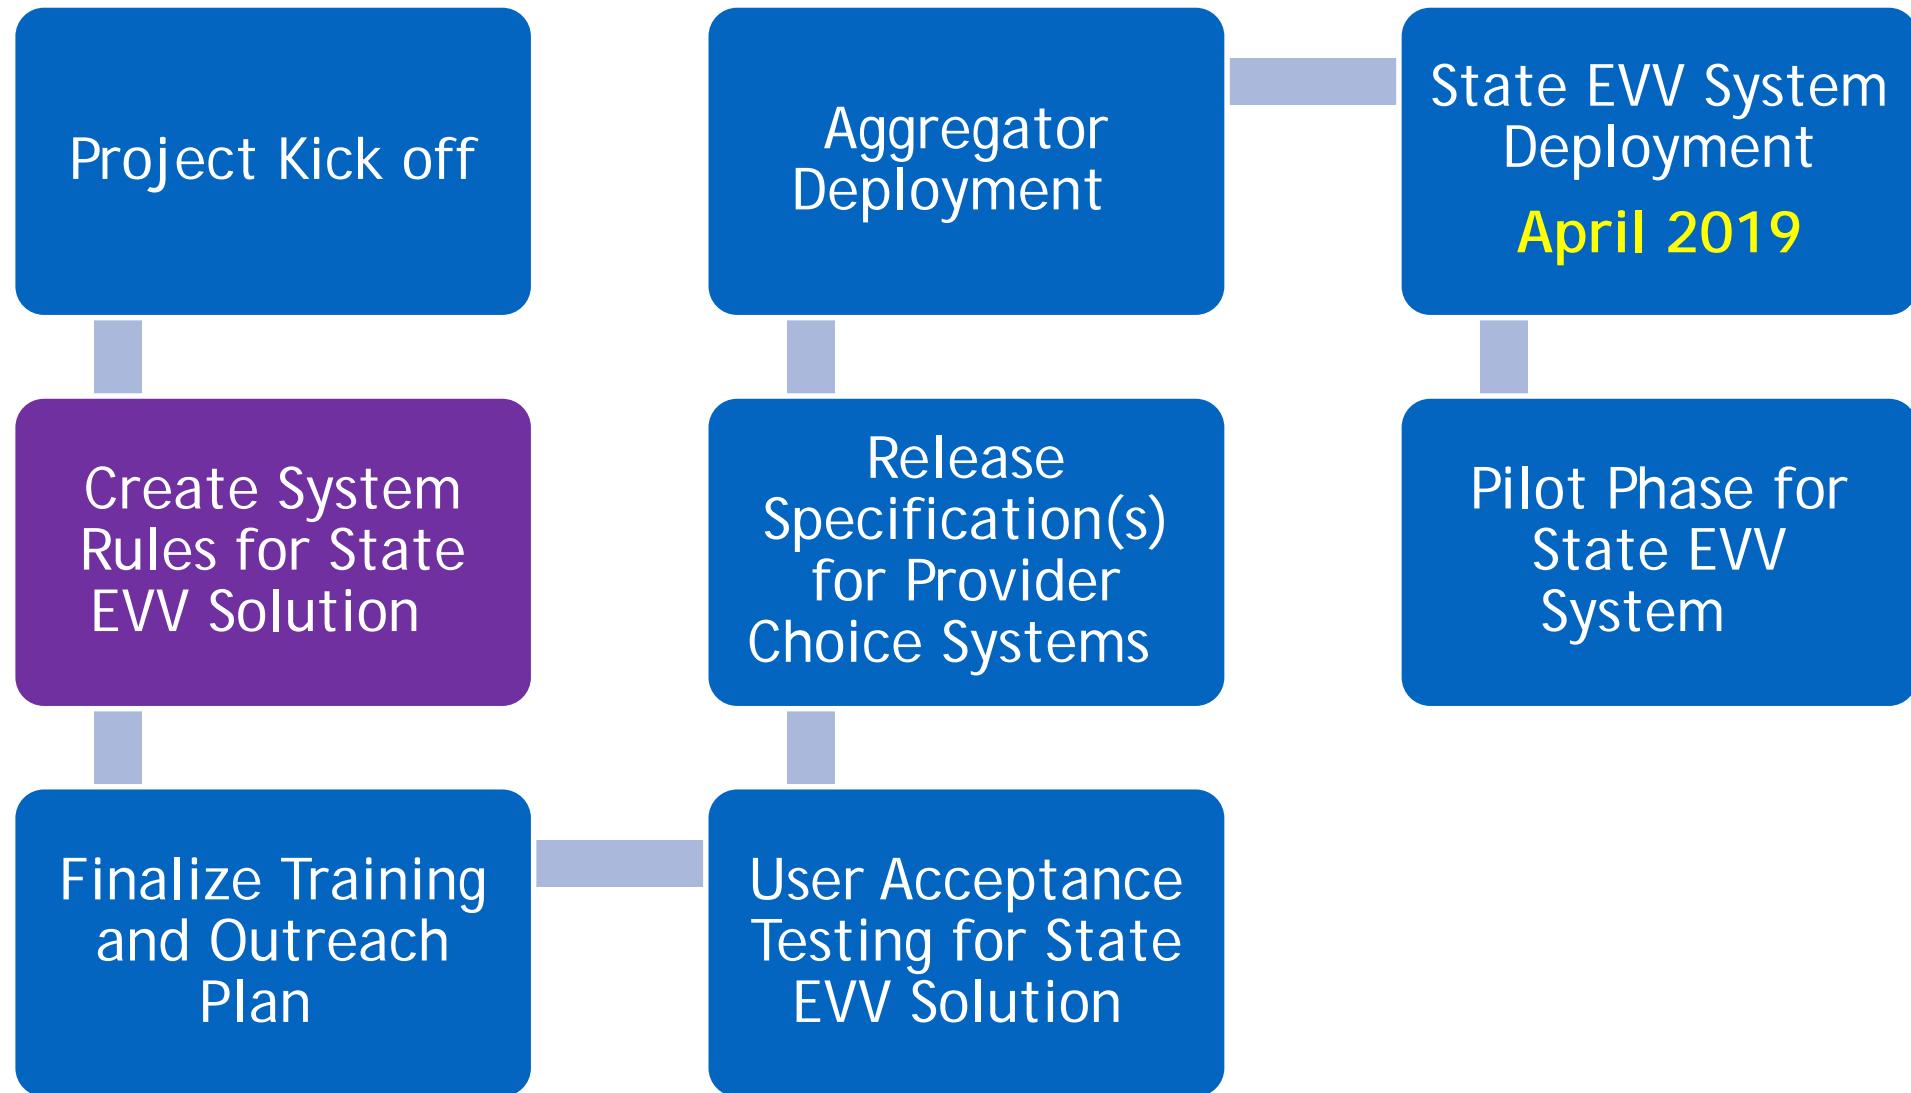 Project Kick off
Create System
Rules for State
EVV Solution
Finalize Training
and Outreach
Plan
User Acceptance
Testing for State
EVV Solution
Release
Specification(s)
for Provider
Choice Systems
Aggregator
Deployment
State EVV System
Deployment
April 2019
Pilot Phase for
State EVV
System